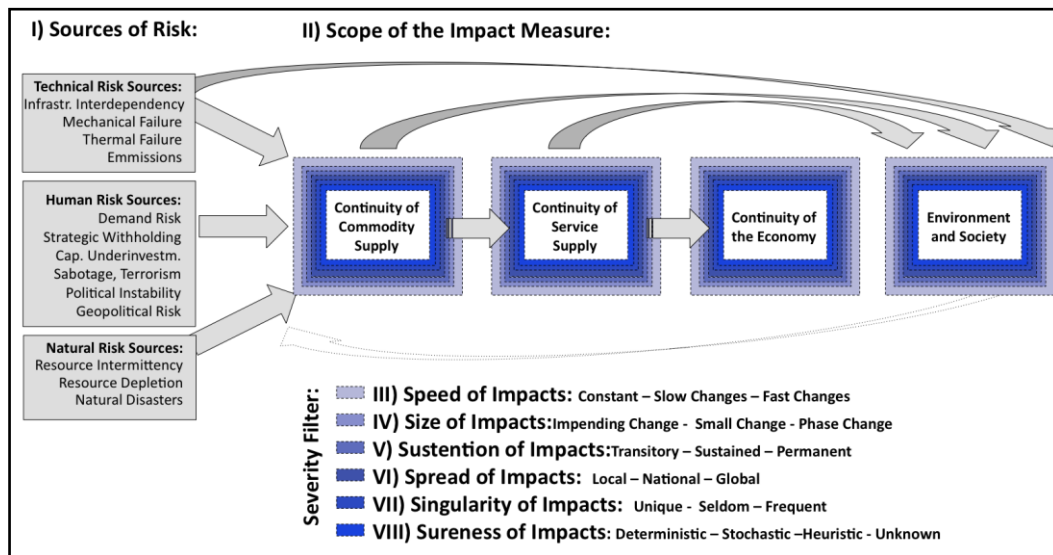 I) Sources of Risk:
II) Scope of the Impact Measure:
Technical Risk Sources:
Infrastr. Interdependency
Mechanical Failure
Thermal Failure
Emmissions
Human Risk Sources:
Demand Risk
Strategic Withholding
Cap. Underinvestm.
Sabotage, Terrorism
Political Instability
Geopolitical Risk
Natural Risk Sources:
Resource Intermittency
Resource Depletion
Natural Disasters
Continuity of
Commodity
Supply
Continuity of
Service
Supply
Continuity of
the Economy
Environment
and Society
Severity Filter:
III) Speed of Impacts: Constant – Slow Changes – Fast Changes
IV) Size of Impacts:Impending Change - Small Change - Phase Change
V) Sustention of Impacts:Transitory – Sustained – Permanent
VI) Spread of Impacts: Local – National – Global
VII) Singularity of Impacts: Unique - Seldom – Frequent
VIII) Sureness of Impacts: Deterministic – Stochastic –Heuristic - Unknown